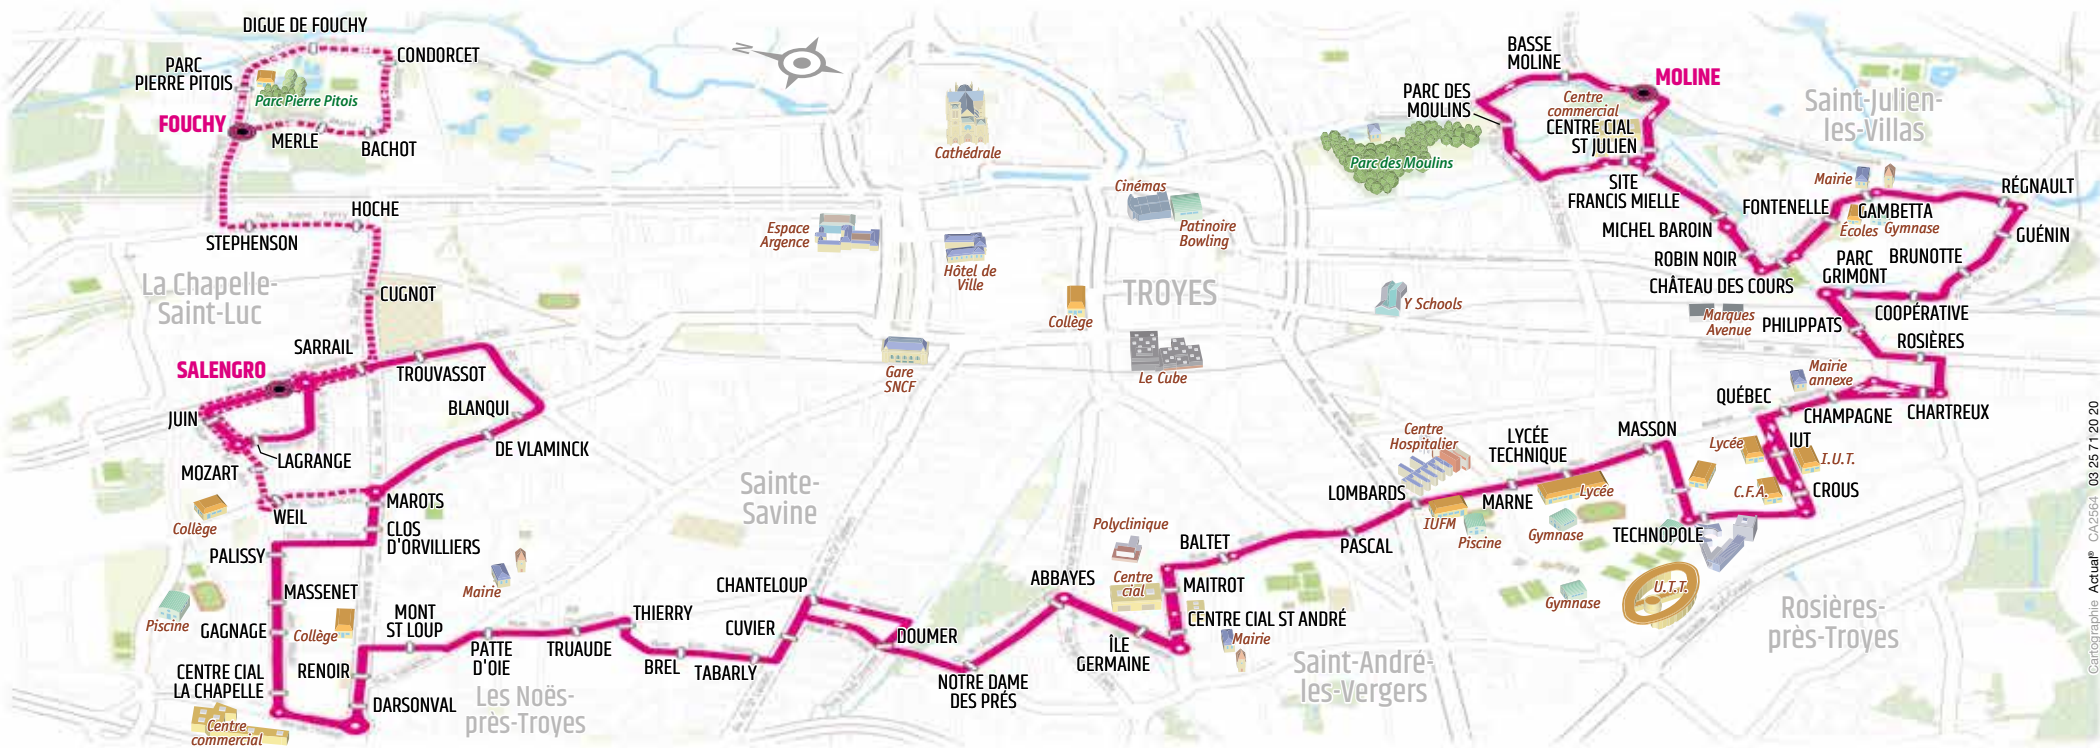 DIGUE DE FOUCHY
CONDORCET
PARC
PIERRE PITOIS
Parc Pierre Pitois
FOUCHY
MERLE
BACHOT
HOCHE
STEPHENSON
La Chapelle-
Saint-Luc
CUGNOT
SARRAIL
SALENGRO
TROUVASSOT
JUIN
BLANQUI
DE VLAMINCK
LAGRANGE
MOZART
Collège
WEIL
MAROTS
CLOS
D'ORVILLIERS
PALISSY
MASSENET
Piscine
GAGNAGE
Collège
MONT
ST LOUP
CENTRE CIAL
LA CHAPELLE
RENOIR
DARSONVAL
Centre
commercial
Mairie
PATTE
D'OIE
Les Noës-
près-Troyes
TRUAUDE
THIERRY
BREL
TABARLY
CUVIER
CHANTELOUP
Sainte-
Savine
DOUMER
NOTRE DAME
DES PRÉS
ABBAYES
ÎLE
GERMAINE
Polyclinique
Centre
cial
BALTET
MAITROT
CENTRE CIAL ST ANDRÉ
Mairie
Saint-André-
les-Vergers
N
Cathédrale
Espace
Argence
Hôtel de
Ville
Gare
SNCF
Collège
Cinémas
Patinoire
Bowling
TROYES
Le Cube
Y Schools
PASCAL
LOMBARDS
Centre
Hospitalier
IUFM
Piscine
MARNE
LYCÉE
TECHNIQUE
Lycée
Gymnase
Gymnase
MASSON
TECHNOPOLE
U.T.T.
Rosières-
près-Troyes
CROUS
C.F.A.
I.U.T.
IUT
Lycée
QUÉBEC
CHAMPAGNE
CHARTREUX
Mairie
annexe
ROSIÈRES
PHILIPPATS
Marques
Avenue
COOPÉRATIVE
PARC
GRIMONT
BRUNOTTE
GUÉNIN
RÉGNAULT
GAMBETTA
Écoles
Gymnase
Mairie
FONTENELLE
CHÂTEAU DES COURS
ROBIN NOIR
MICHEL BAROIN
SITE
FRANCIS MIELLE
CENTRE CIAL
ST JULIEN
Centre
commercial
MOLINE
BASSE
MOLINE
PARC DES
MOULINS
Parc des Moulins
Saint-Julien-
les-Villas
Cartographie Actual® CA2564 03 25 71 20 20